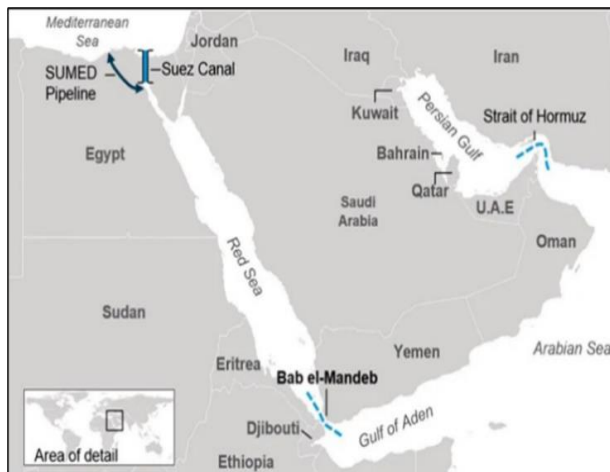 Mediterranean
Sea
Jordan
Iraq
Iran
SUMED
Pipeline
Suez Canal
Kuwait
Persian Gulf
Strait of Hormuz
Egypt
Bahrain
Qatar
Saudi
Arabia
U.A.E
Oman
Red Sea
Sudan
Eritrea
Yemen
Arabian Sea
Bab el-Mandeb
Djibouti
Gulf of Aden
Ethiopia
Area of detail